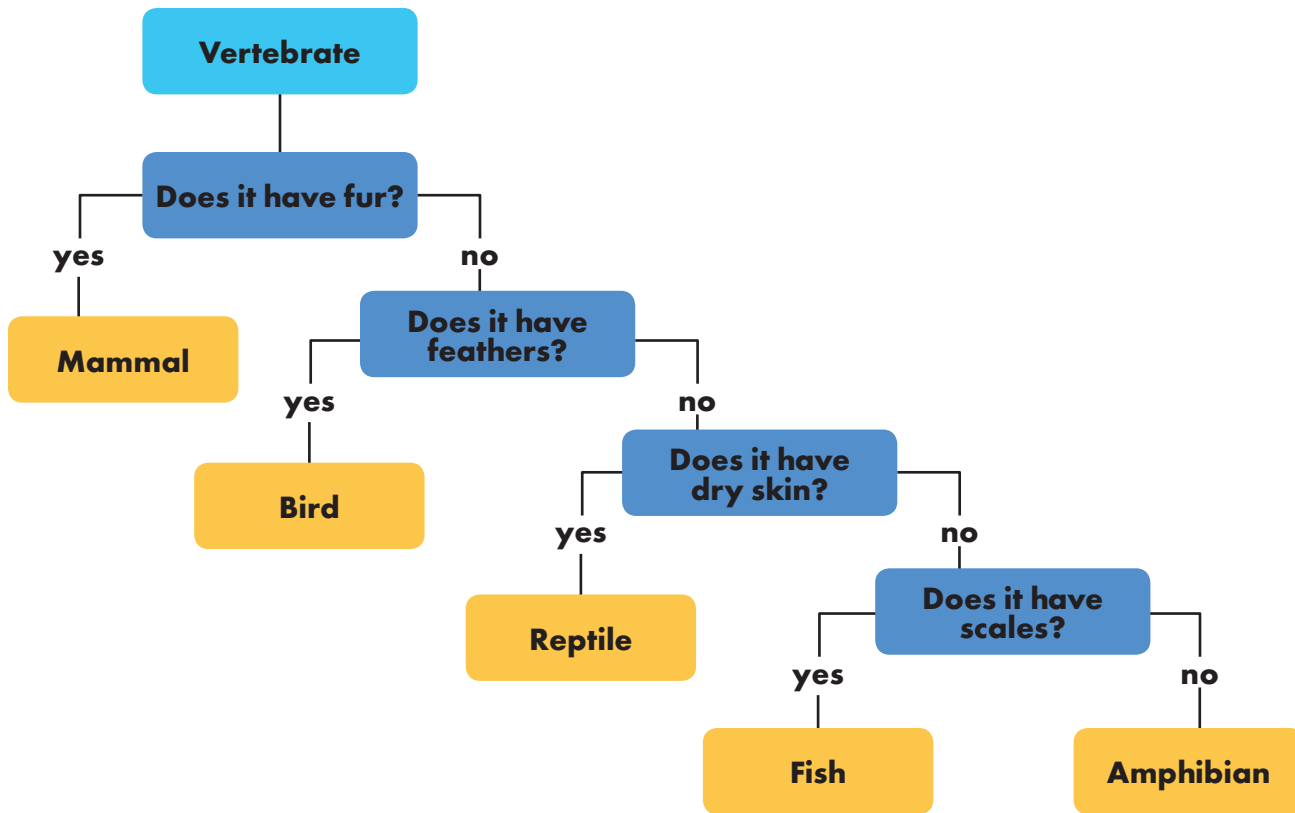 Vertebrate
Does it have fur?
yes
no
Mammal
Does it have
feathers?
yes
no
Bird
Does it have
dry skin?
yes
no
Reptile
Does it have
scales?
yes
no
Fish
Amphibian